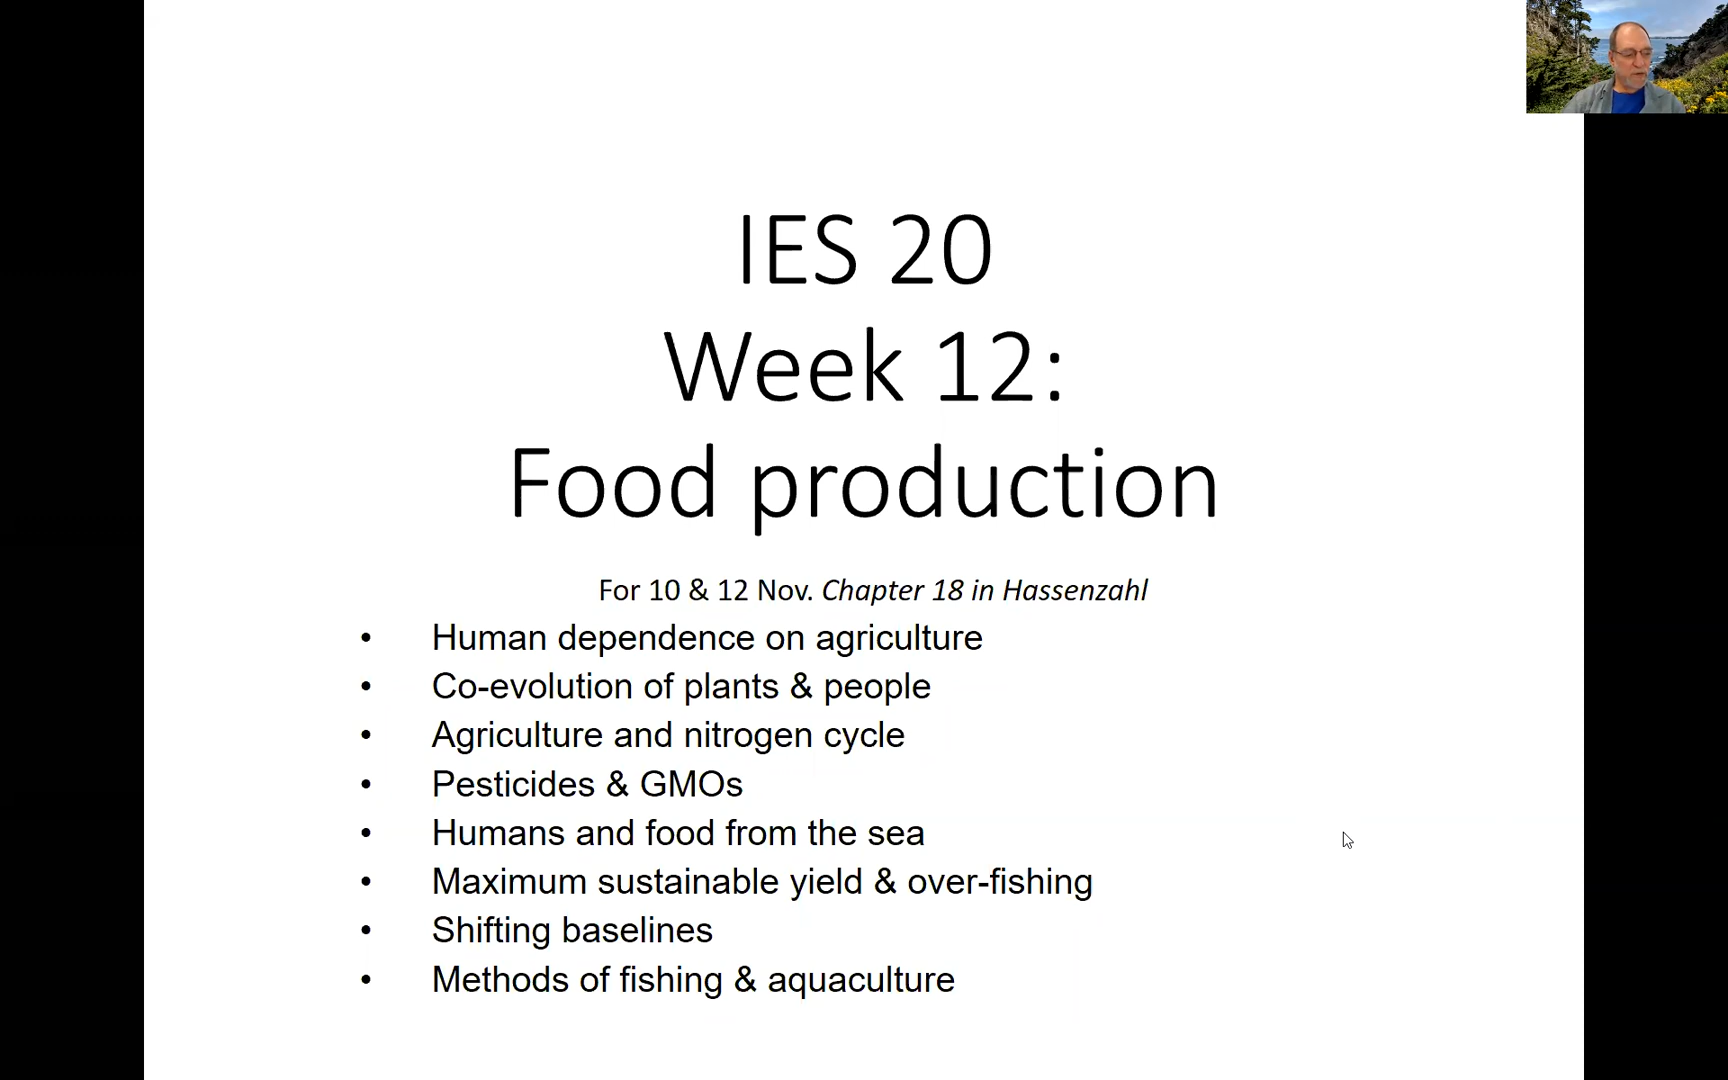 IES 20
Week 12:
Food production
For 10 & 12 Nov. Chapter 18 in Hassenzahl
• Human dependence on agriculture
• Co-evolution of plants & people
• Agriculture and nitrogen cycle
• Pesticides & GMOs
• Humans and food from the sea
• Maximum sustainable yield & over-fishing
• Shifting baselines
• Methods of fishing & aquaculture